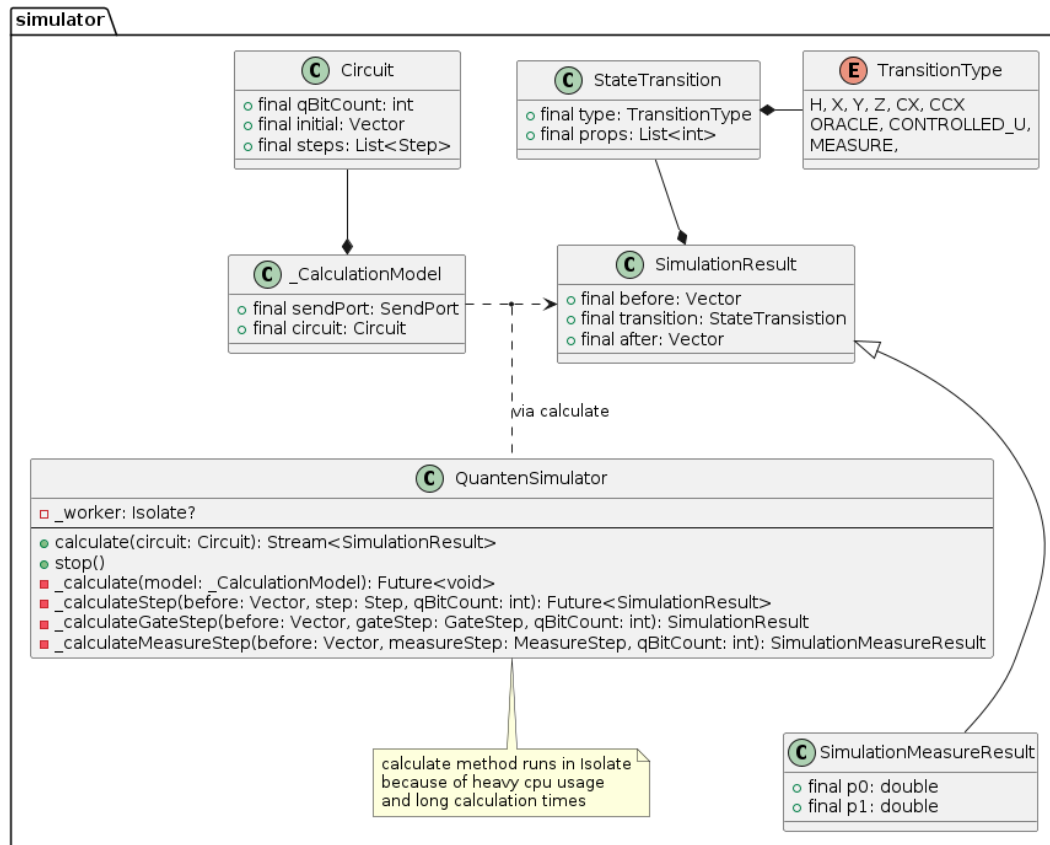 simulator
C Circuit
final qBitCount: int
final initial: Vector
final steps: List<Step>
C StateTransition
final type: TransitionType
final props: List<int>
E TransitionType
H, X, Y, Z, CX, CCX
ORACLE, CONTROLLED_U,
MEASURE,
C _CalculationModel
final sendPort: SendPort
final circuit: Circuit
C SimulationResult
final before: Vector
final transition: StateTransistion
final after: Vector
via calculate
C QuantenSimulator
_worker: Isolate?
calculate(circuit: Circuit): Stream<SimulationResult>
stop()
_calculate(model: _CalculationModel): Future<void>
_calculateStep(before: Vector, step: Step, qBitCount: int): Future<SimulationResult>
_calculateGateStep(before: Vector, gateStep: GateStep, qBitCount: int): SimulationResult
_calculateMeasureStep(before: Vector, measureStep: MeasureStep, qBitCount: int): SimulationMeasureResult
calculate method runs in Isolate
because of heavy cpu usage
and long calculation times
C SimulationMeasureResult
final p0: double
final p1: double